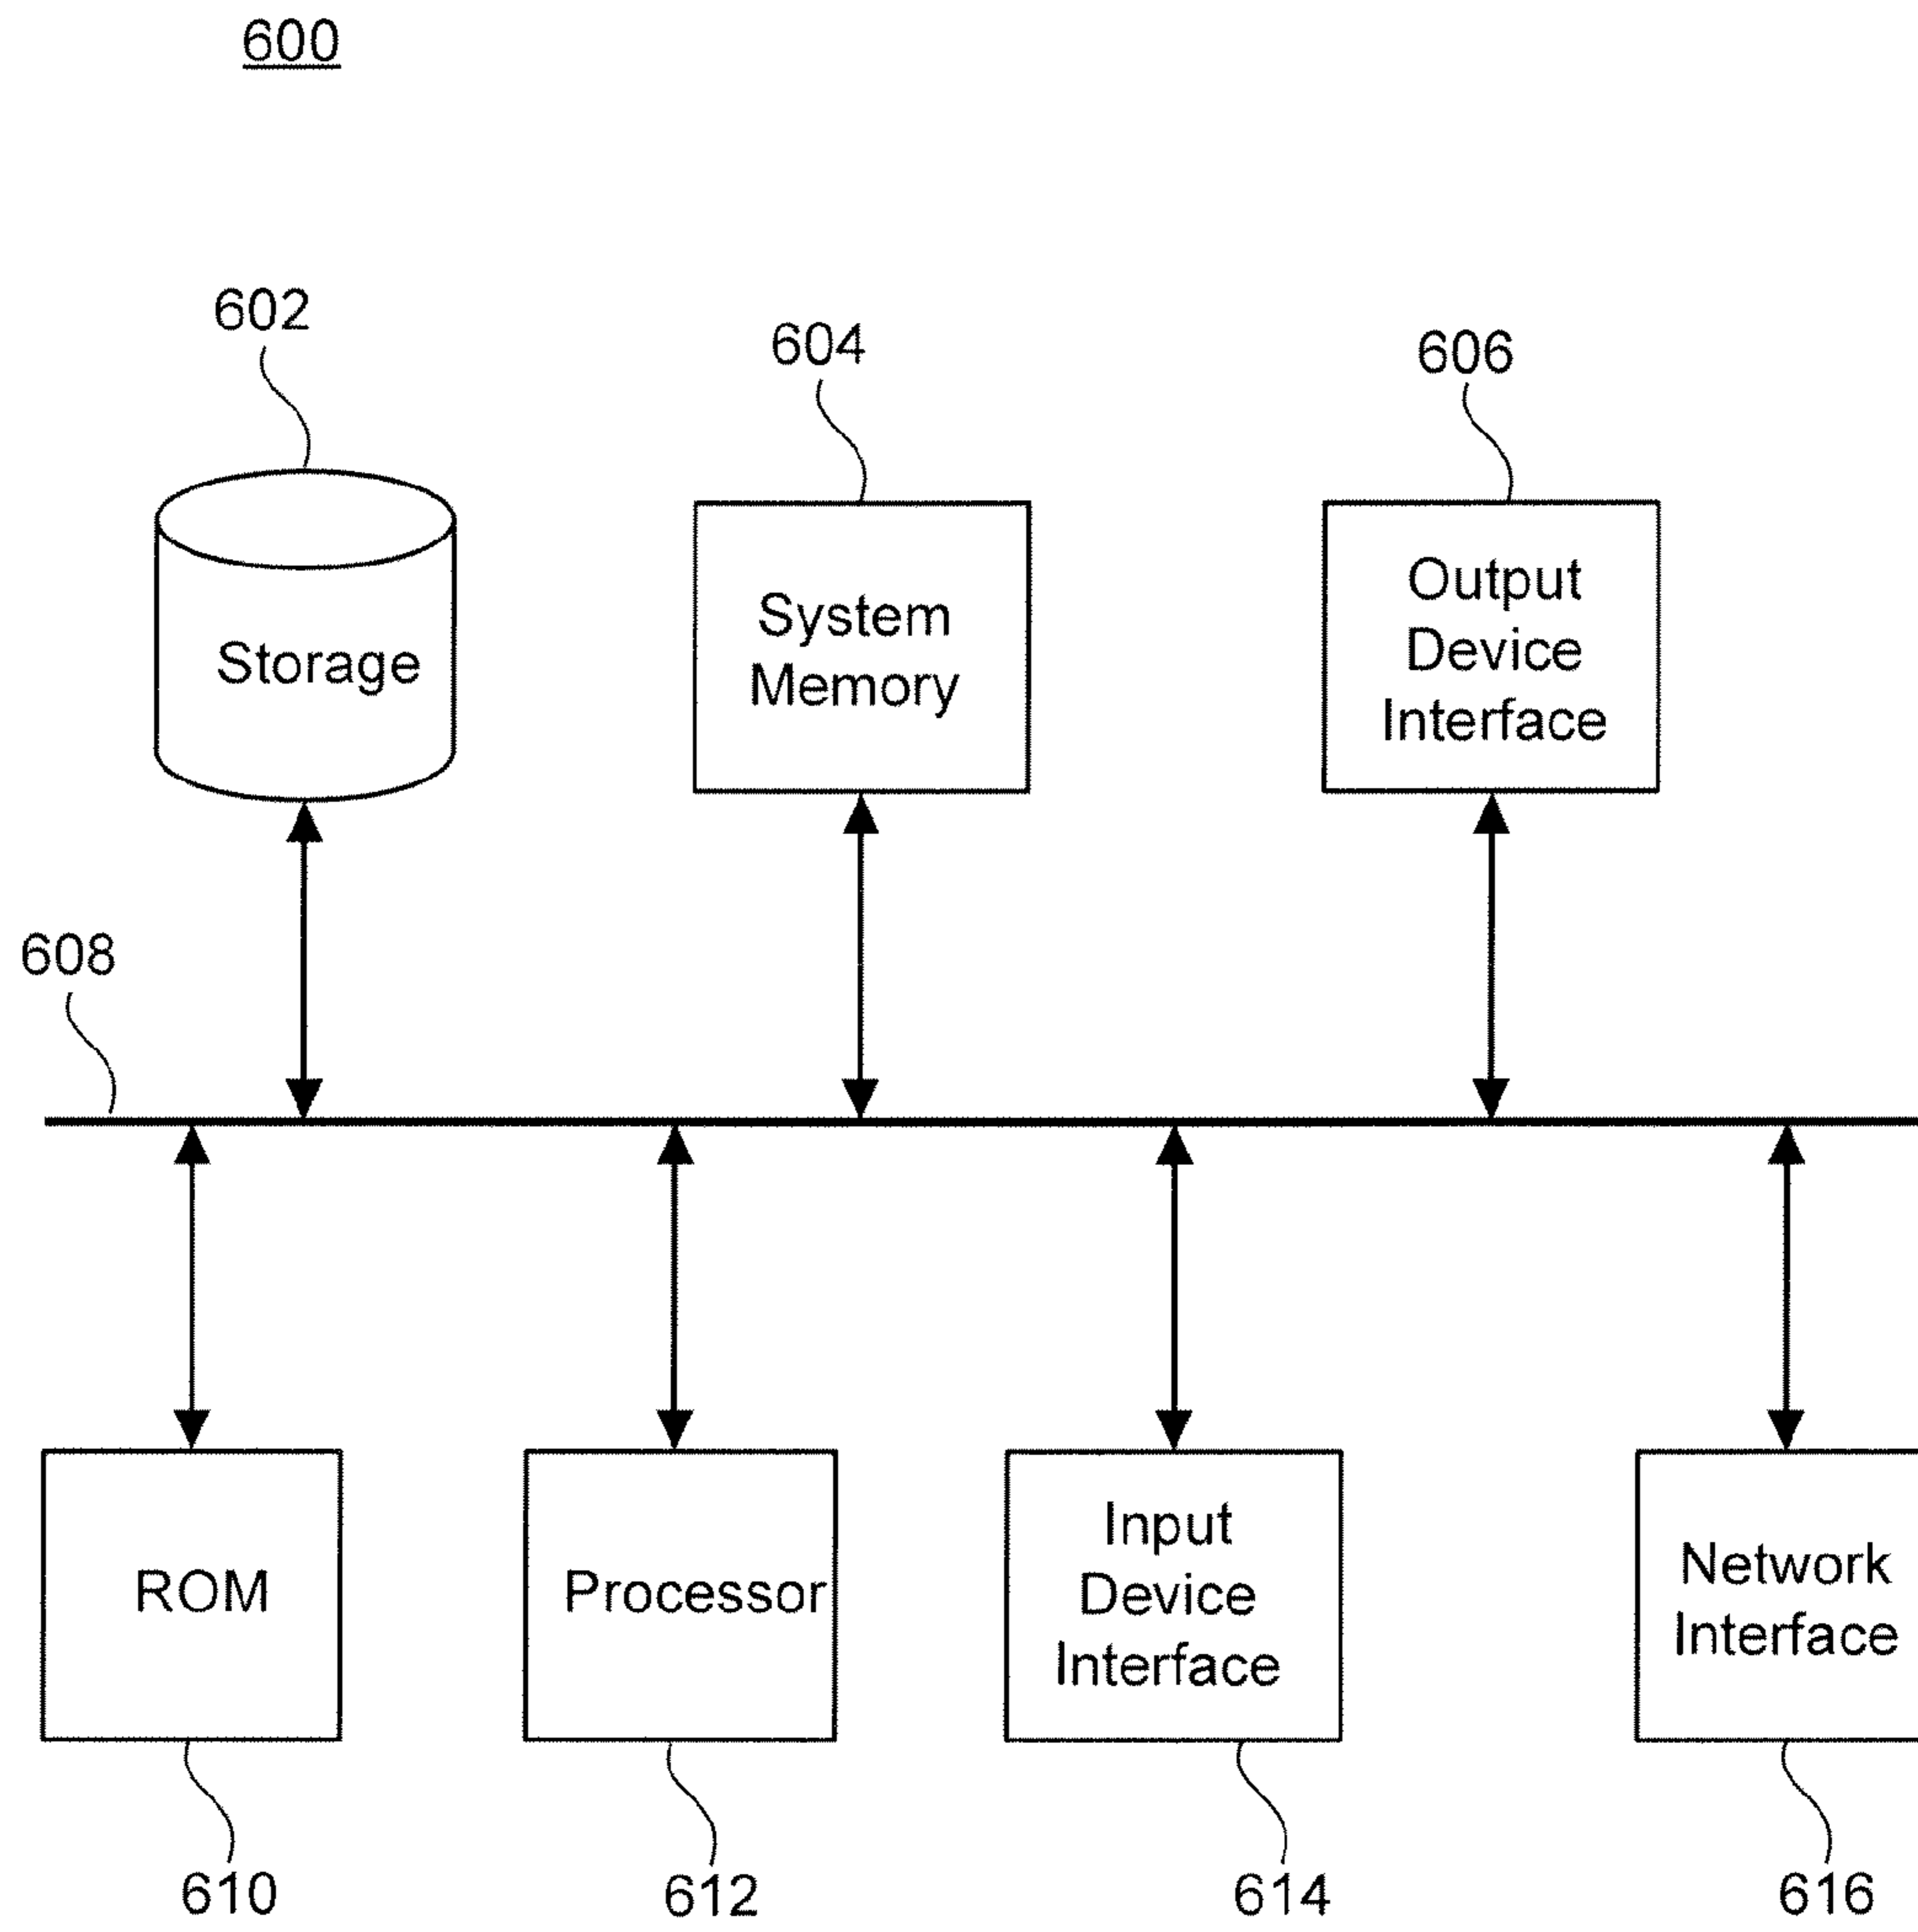 600
602
604
606
Storage
System
Memory
Output
Device
Interface
608
ROM
Processor
Input
Device
Interface
Network
Interface
610
612
614
616